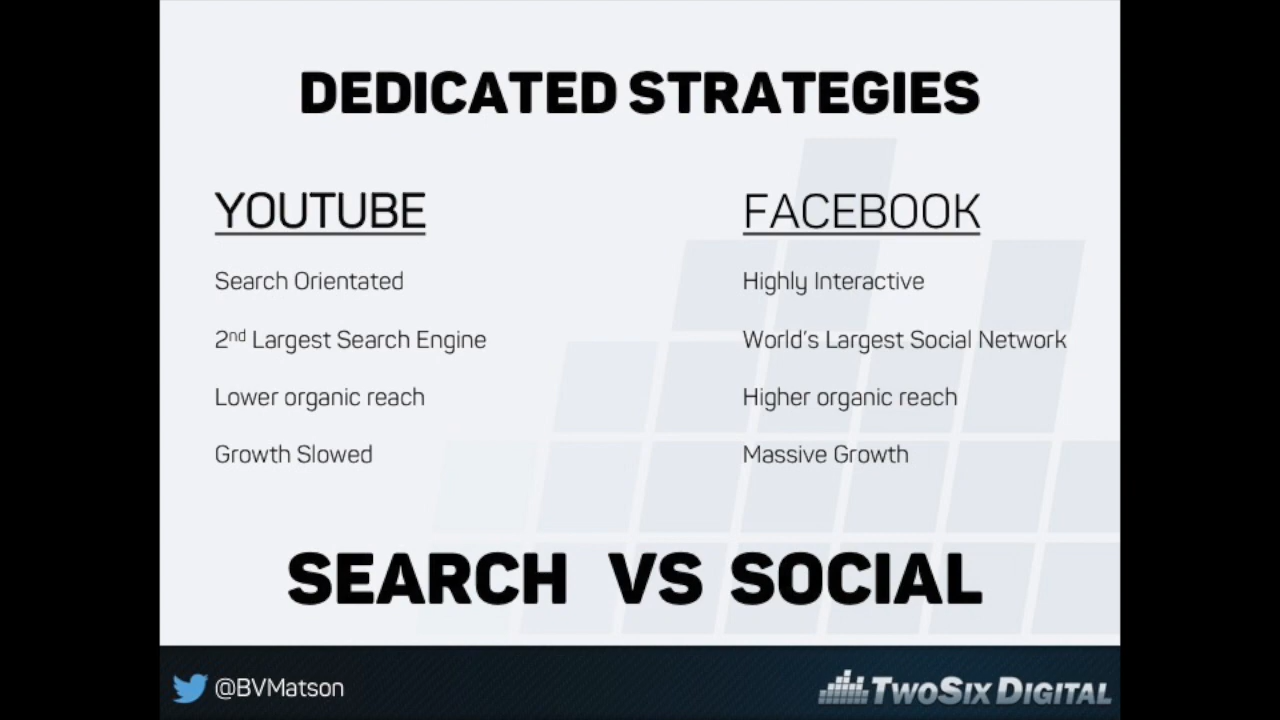 DEDICATED STRATEGIES
YOUTUBE
Search Orientated
2nd Largest Search Engine
Lower organic reach
Growth Slowed
FACEBOOK
Highly Interactive
World's Largest Social Network
Higher organic reach
Massive Growth
SEARCH VS SOCIAL
@BVMatson
TWOSIX DIGITAL